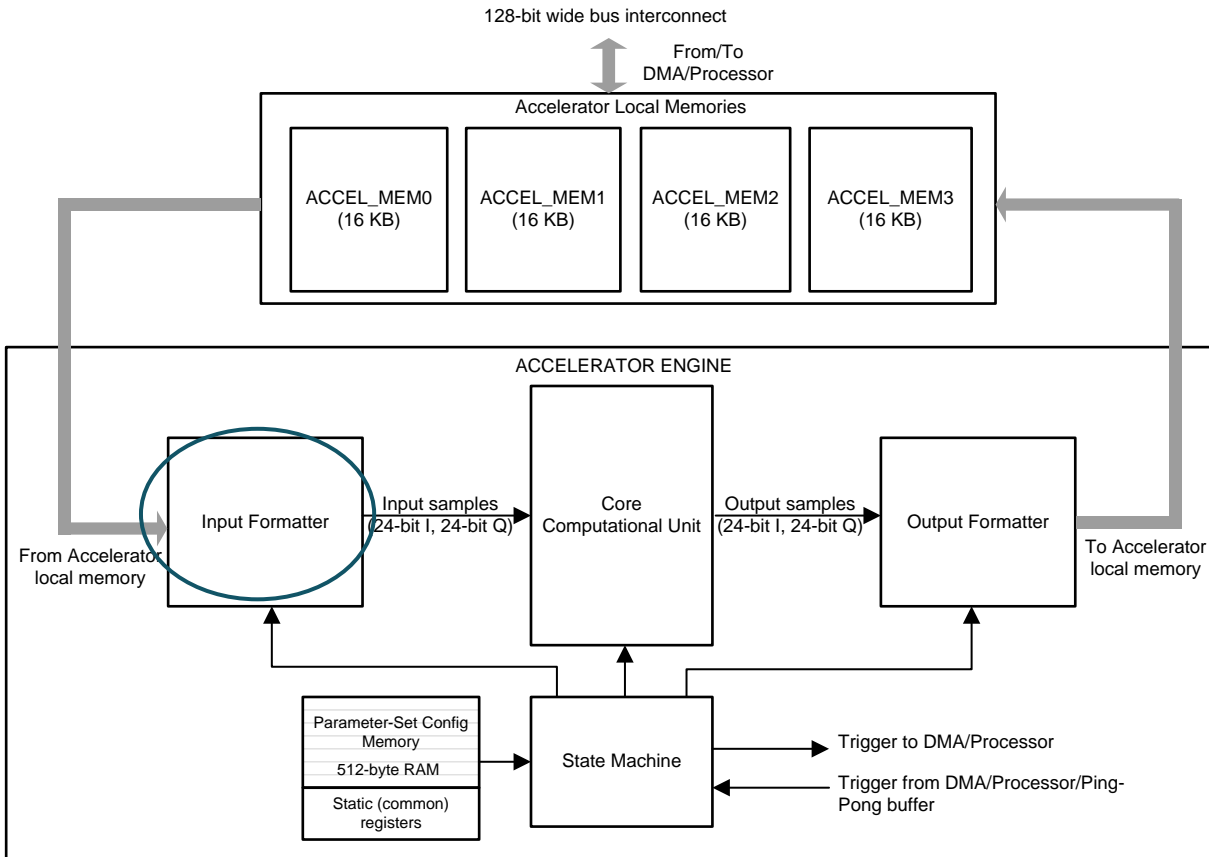 128-bit wide bus interconnect
From/To
DMA/Processor
Accelerator Local Memories
ACCEL_MEM0
(16 KB)
ACCEL_MEM1
(16 KB)
ACCEL_MEM2
(16 KB)
ACCEL_MEM3
(16 KB)
ACCELERATOR ENGINE
Input Formatter
Input samples
(24-bit I, 24-bit Q)
Core
Computational Unit
Output samples
(24-bit I, 24-bit Q)
Output Formatter
From Accelerator
local memory
To Accelerator
local memory
Parameter-Set Config
Memory
512-byte RAM
Static (common)
registers
State Machine
Trigger to DMA/Processor
Trigger from DMA/Processor/Ping-
Pong buffer